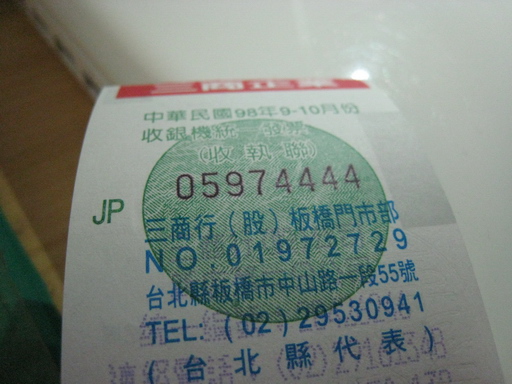 中華民國98年9-10月份
收銀機統 發票
(收執聯)
JP 05974444
三商行(股)板橋門市部
NO.01972729
台北縣板橋市中山路一段55號
TEL:(02)29530941
(台北縣代表)